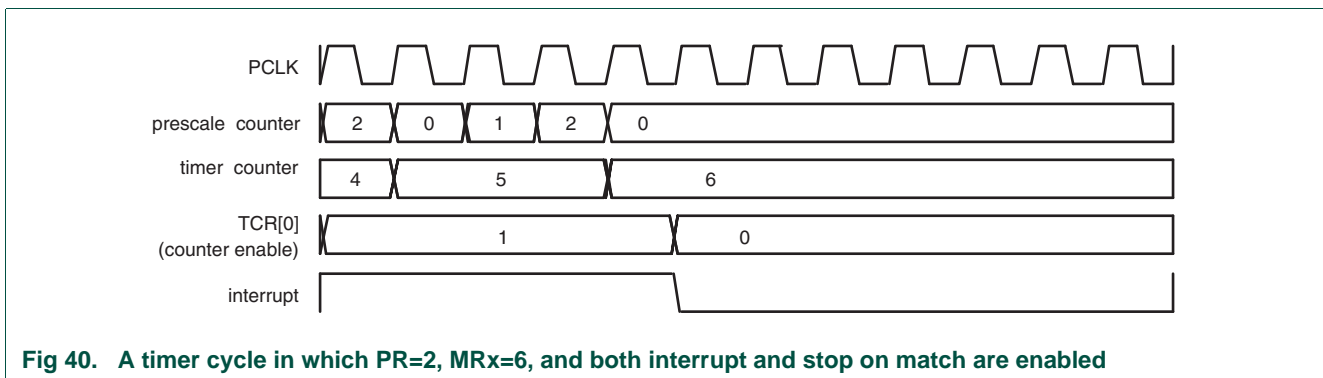 PCLK
prescale counter
2 0 1 2 0
timer counter
4 5 6
TCR[0]
(counter enable)
1 0
interrupt
Fig 40. A timer cycle in which PR=2, MRx=6, and both interrupt and stop on match are enabled